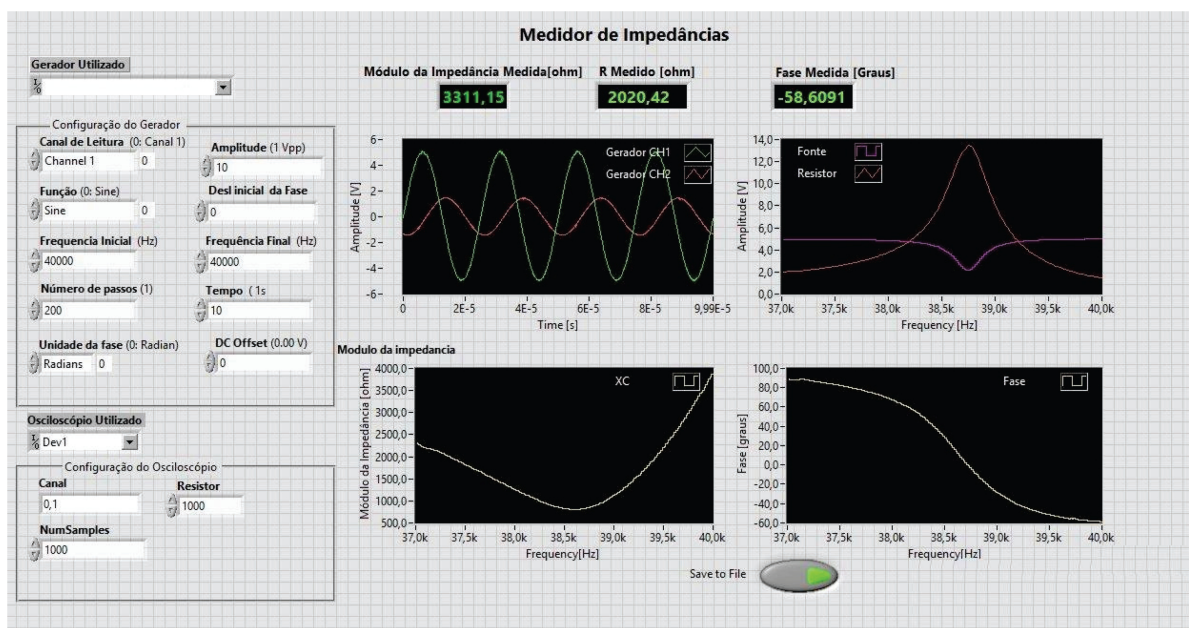 Medidor de Impedâncias
Gerador Utilizado
Módulo da Impedância Medida[ohm]
R Medido [ohm]
Fase Medida [Graus]
3311,15
2020,42
-58,6091
Configuração do Gerador
Canal de Leitura (0: Canal 1)
Amplitude (1 Vpp)
Channel 1
0
10
Função (0: Sine)
Desl inicial da Fase
Sine
0
0
Frequencia Inicial (Hz)
Frequência Final (Hz)
40000
40000
Número de passos (1)
Tempo ( 1s
200
10
Unidade da fase (0: Radian)
DC Offset (0.00 V)
Radians
0
0
Osciloscópio Utilizado
Dev1
Configuração do Osciloscópio
Canal
Resistor
0,1
1000
NumSamples
1000
Amplitude [V]
6-
4-
2-
0-
-2-
-4-
-6-
Gerador CH1
Gerador CH2
0
2E-5
4E-5
6E-5
8E-5
9,99E-5
Time [s]
Amplitude [V]
14,0-
12,0-
10,0-
8,0-
6,0-
4,0-
2,0-
0,0-
Fonte
Resistor
37,0k
37,5k
38,0k
38,5k
39,0k
39,5k
40,0k
Frequency [Hz]
Modulo da impedancia
Módulo da Impedância [ohm]
4000,0-
3500,0-
3000,0-
2500,0-
2000,0-
1500,0-
1000,0-
500,0-
XC
37,0k
37,5k
38,0k
38,5k
39,0k
39,5k
40,0k
Frequency[Hz]
Fase [graus]
100,0-
80,0-
60,0-
40,0-
20,0-
0,0-
-20,0-
-40,0-
-60,0-
Fase
37,0k
37,5k
38,0k
38,5k
39,0k
39,5k
40,0k
Frequency[Hz]
Save to File